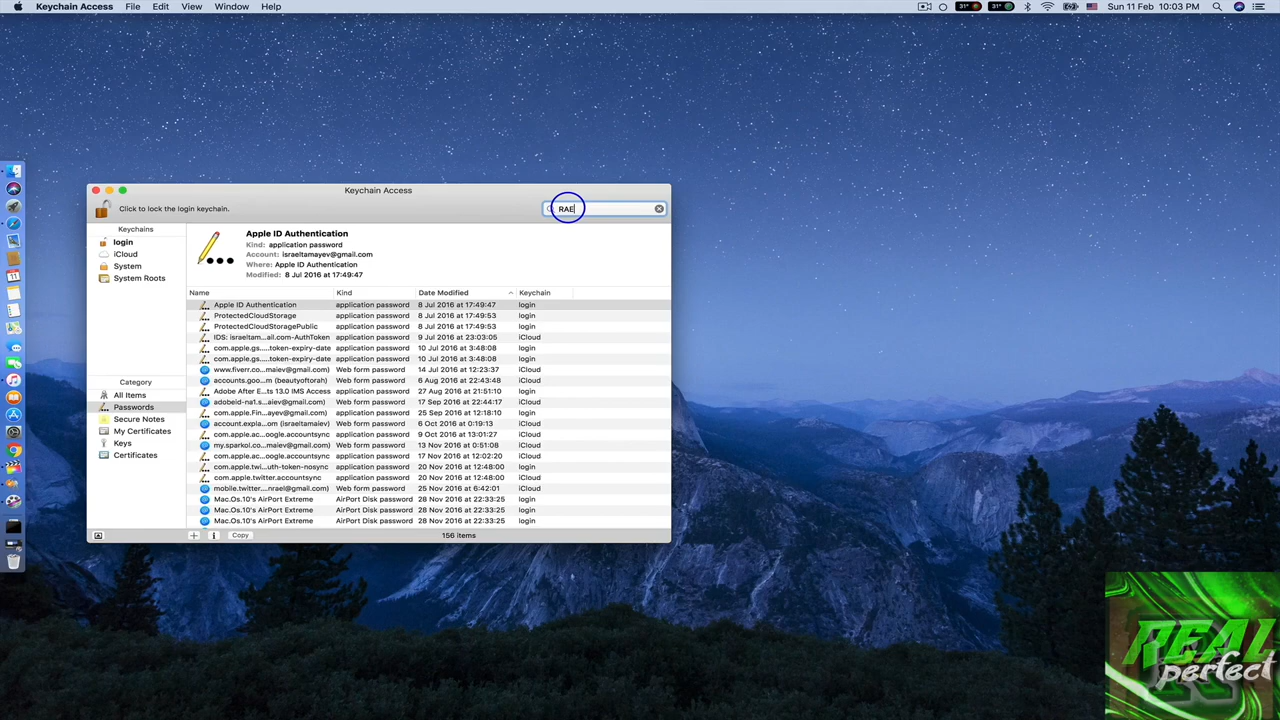 Keychain Access File Edit View Window Help
31° 31° Sun 11 Feb 10:03 PM
Keychain Access
Click to lock the login keychain.
RAE
Keychains
login
iCloud
System
System Roots
Apple ID Authentication
Kind: application password
Account: israeltamayev@gmail.com
Where: Apple ID Authentication
Modified: 8 Jul 2016 at 17:49:47
Name Kind Date Modified Keychain
Apple ID Authentication application password 8 Jul 2016 at 17:49:47 login
ProtectedCloudStorage application password 8 Jul 2016 at 17:49:53 login
ProtectedCloudStoragePublic application password 8 Jul 2016 at 17:49:53 login
IDS: israeltam...ail.com-AuthToken application password 9 Jul 2016 at 23:03:05 iCloud
com.apple.gs....token-expiry-date application password 10 Jul 2016 at 3:48:08 login
com.apple.gs....token-expiry-date application password 10 Jul 2016 at 3:48:08 login
www.fiverr.co...maiev@gmail.com) Web form password 14 Jul 2016 at 12:23:37 iCloud
accounts.goo...m (beautyoftorah) Web form password 6 Aug 2016 at 22:43:48 iCloud
Adobe After E...ts 13.0 IMS Access application password 27 Aug 2016 at 21:51:10 login
adobeid-na1.s...aiev@gmail.com) Web form password 17 Sep 2016 at 22:44:17 iCloud
com.apple.Fin...ayev@gmail.com) application password 25 Sep 2016 at 12:18:10 login
account.expla...om (israeltamaiev) Web form password 6 Oct 2016 at 0:19:13 iCloud
com.apple.ac...oogle.accountsync application password 9 Oct 2016 at 13:01:27 iCloud
my.sparkol.co...maiev@gmail.com) Web form password 13 Nov 2016 at 0:51:08 iCloud
com.apple.ac...oogle.accountsync application password 17 Nov 2016 at 12:02:20 iCloud
com.apple.twi...uth-token-nosync application password 20 Nov 2016 at 12:48:00 login
com.apple.twitter.accountsync application password 20 Nov 2016 at 12:48:00 iCloud
mobile.twitter....nrael@gmail.com) Web form password 25 Nov 2016 at 6:42:01 iCloud
Mac.Os.10's AirPort Extreme AirPort Disk password 28 Nov 2016 at 22:33:25 login
Mac.Os.10's AirPort Extreme AirPort Disk password 28 Nov 2016 at 22:33:25 login
Mac.Os.10's AirPort Extreme AirPort Disk password 28 Nov 2016 at 22:33:25 login
Category
All Items
Passwords
Secure Notes
My Certificates
Keys
Certificates
Copy 156 items
REAL
perfect